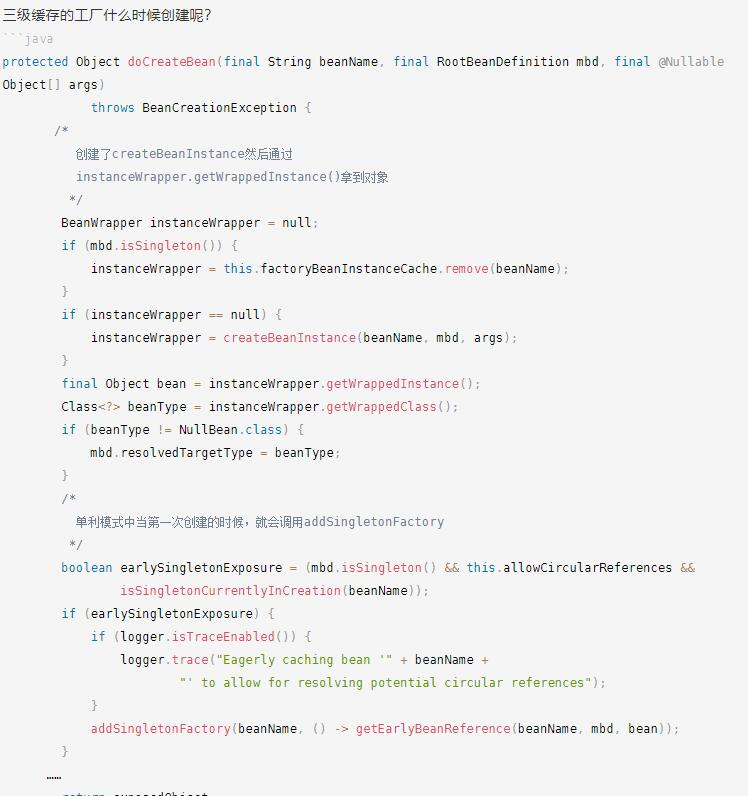 三级缓存的工厂什么时候创建呢？
```java
protected Object doCreateBean(final String beanName, final RootBeanDefinition mbd, final @Nullable
Object[] args)
throws BeanCreationException {
/*
创建了createBeanInstance然后通过
instanceWrapper.getWrappedInstance()拿到对象
*/
BeanWrapper instanceWrapper = null;
if (mbd.isSingleton()) {
instanceWrapper = this.factoryBeanInstanceCache.remove(beanName);
}
if (instanceWrapper == null) {
instanceWrapper = createBeanInstance(beanName, mbd, args);
}
final Object bean = instanceWrapper.getWrappedInstance();
Class<?> beanType = instanceWrapper.getWrappedClass();
if (beanType != NullBean.class) {
mbd.resolvedTargetType = beanType;
}
/*
单利模式中当第一次创建的时候，就会调用addSingletonFactory
*/
boolean earlySingletonExposure = (mbd.isSingleton() && this.allowCircularReferences &&
isSingletonCurrentlyInCreation(beanName));
if (earlySingletonExposure) {
if (logger.isTraceEnabled()) {
logger.trace("Eagerly caching bean '" + beanName +
"' to allow for resolving potential circular references");
}
addSingletonFactory(beanName, () -> getEarlyBeanReference(beanName, mbd, bean));
}
……
return exposedObject